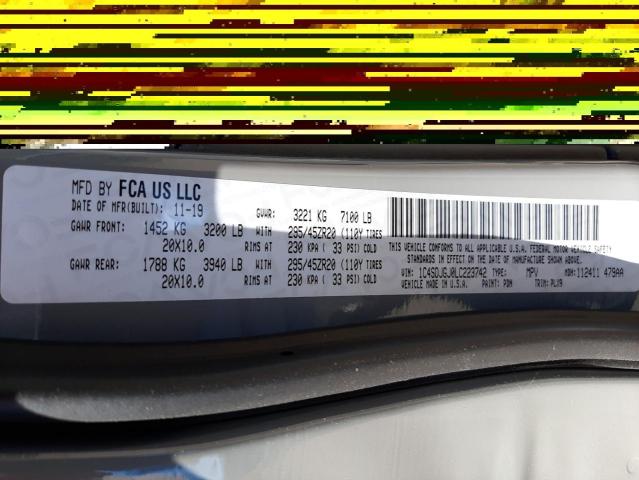 MFD BY FCA US LLC
DATE OF MFR(BUILT): 11-19 GVWR: 3221 KG 7100 LB
GAWR FRONT: 1452 KG 3200 LB WITH 295/45ZR20 (110Y TIRES
20X10.0 RIMS AT 230 KPA ( 33 PSI) COLD
GAWR REAR: 1788 KG 3940 LB WITH 295/45ZR20 (110Y TIRES
20X10.0 RIMS AT 230 KPA ( 33 PSI) COLD
THIS VEHICLE CONFORMS TO ALL APPLICABLE U.S.A. FEDERAL MOTOR VEHICLE SAFETY
STANDARDS IN EFFECT ON THE DATE OF MANUFACTURE SHOWN ABOVE.
VIN: 1C4SDJGJ0LC223742 TYPE: MPV MDH:112411 479AA
VEHICLE MADE IN U.S.A. PAINT: PDN TRIM: PLX9